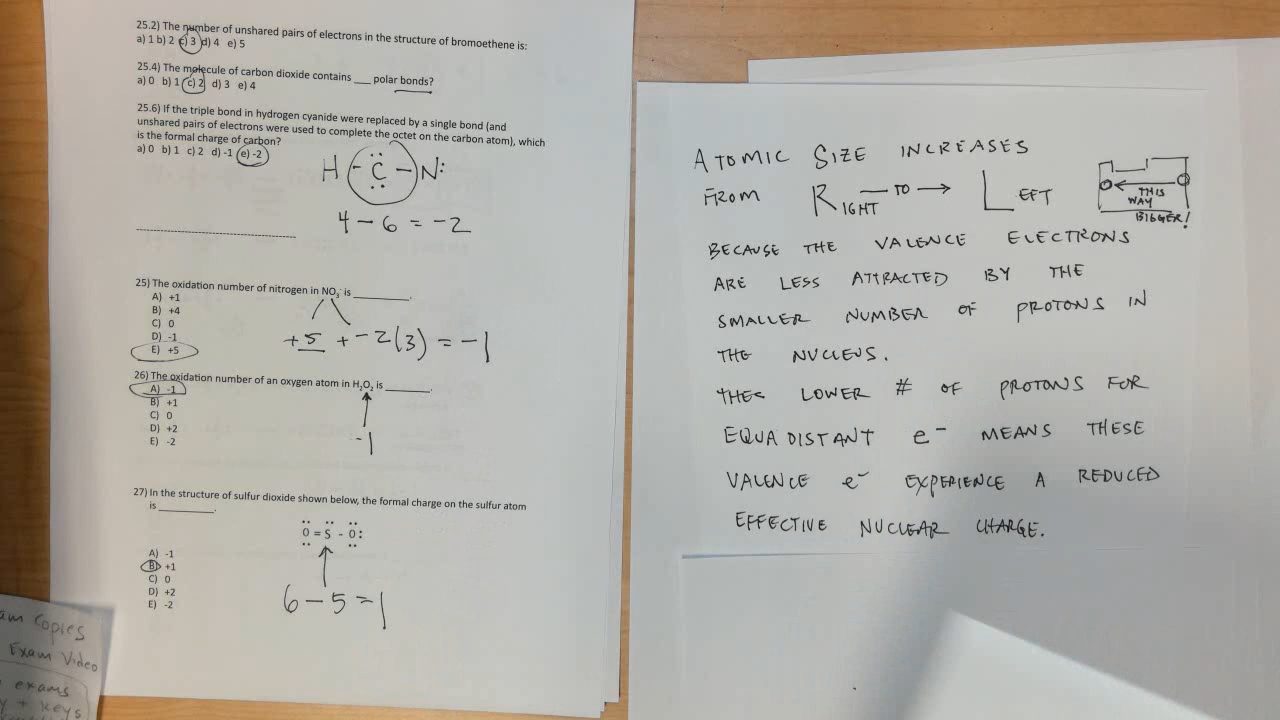 25.2) The number of unshared pairs of electrons in the structure of bromoethene is:
a) 1 b) 2 c) 3 d) 4 e) 5
25.4) The molecule of carbon dioxide contains ___ polar bonds?
a) 0 b) 1 c) 2 d) 3 e) 4
25.6) If the triple bond in hydrogen cyanide were replaced by a single bond (and
unshared pairs of electrons were used to complete the octet on the carbon atom), which
is the formal charge of carbon?
a) 0 b) 1 c) 2 d) -1 e) -2
H - C - N:
4 - 6 = -2
25) The oxidation number of nitrogen in NO₃⁻ is __________.
A) +1
B) +4
C) 0
D) -1
E) +5
+5 + -2(3) = -1
26) The oxidation number of an oxygen atom in H₂O₂ is ________.
A) -1
B) +1
C) 0
D) +2
E) -2
-1
27) In the structure of sulfur dioxide shown below, the formal charge on the sulfur atom
is __________.
O = S - O:
A) -1
B) +1
C) 0
D) +2
E) -2
6 - 5 = 1
Copies
Exam Video
exams
+ keys
ATOMIC SIZE INCREASES
FROM RIGHT — TO → LEFT
THIS
WAY
BIGGER!
BECAUSE THE VALENCE ELECTRONS
ARE LESS ATTRACTED BY THE
SMALLER NUMBER OF PROTONS IN
THE NUCLEUS.
LOWER # OF PROTONS FOR
EQUA DISTANT e⁻ MEANS THESE
VALENCE e⁻ EXPERIENCE A REDUCED
EFFECTIVE NUCLEAR CHARGE.